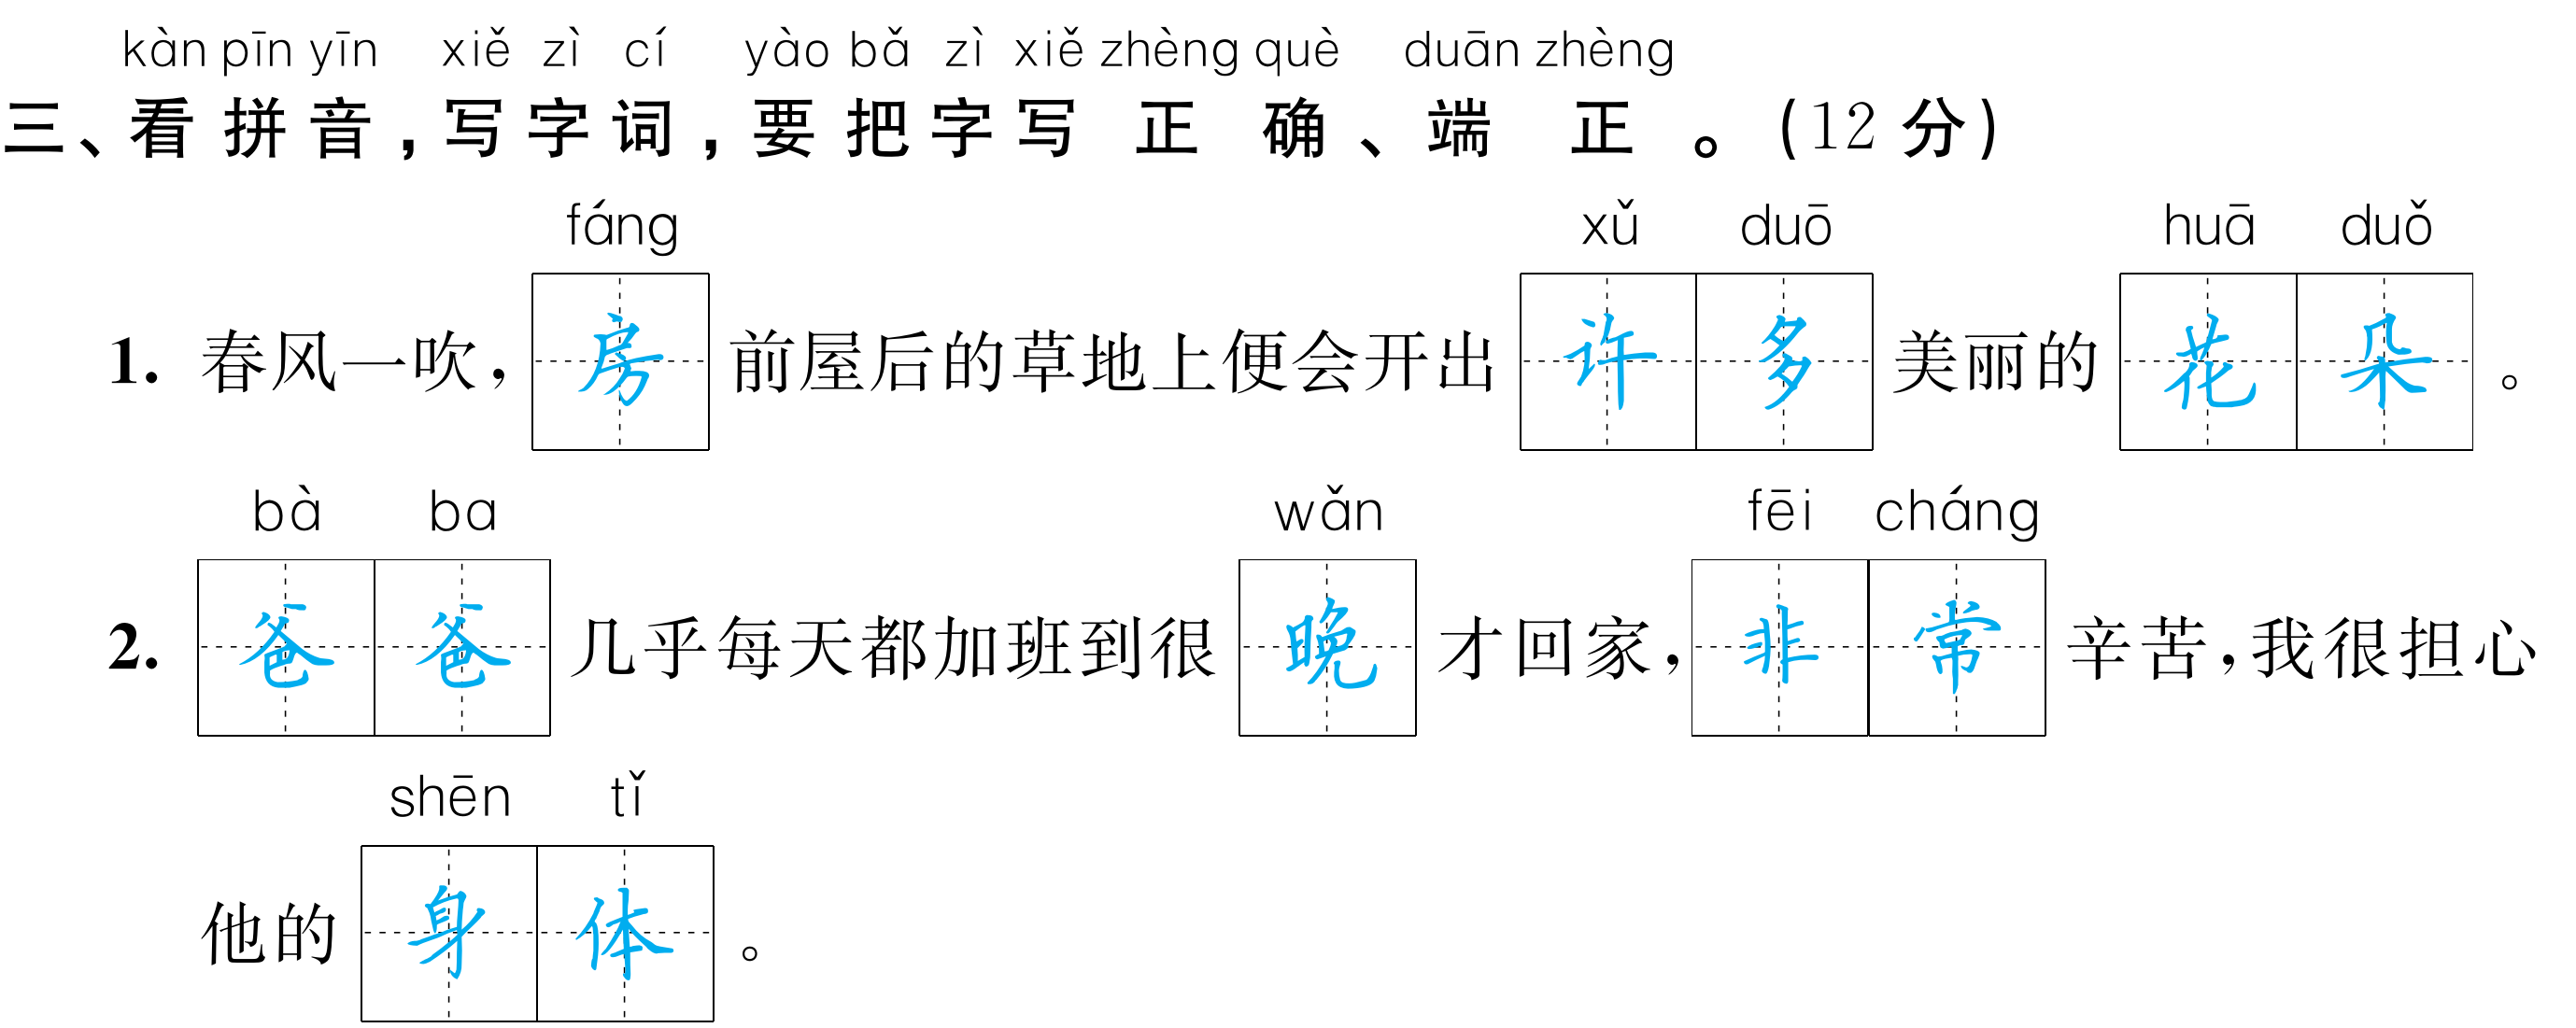 kàn pīn yīn xiě zì cí yào bǎ zì xiě zhèng què duān zhèng
三、看拼音,写字词,要把字写正确、端正。(12分)
fáng xǔ duō huā duǒ
1. 春风一吹,房前屋后的草地上便会开出许多美丽的花朵。
bà ba wǎn fēi cháng
2. 爸爸几乎每天都加班到很晚才回家,非常辛苦,我很担心
shēn tǐ
他的身体。